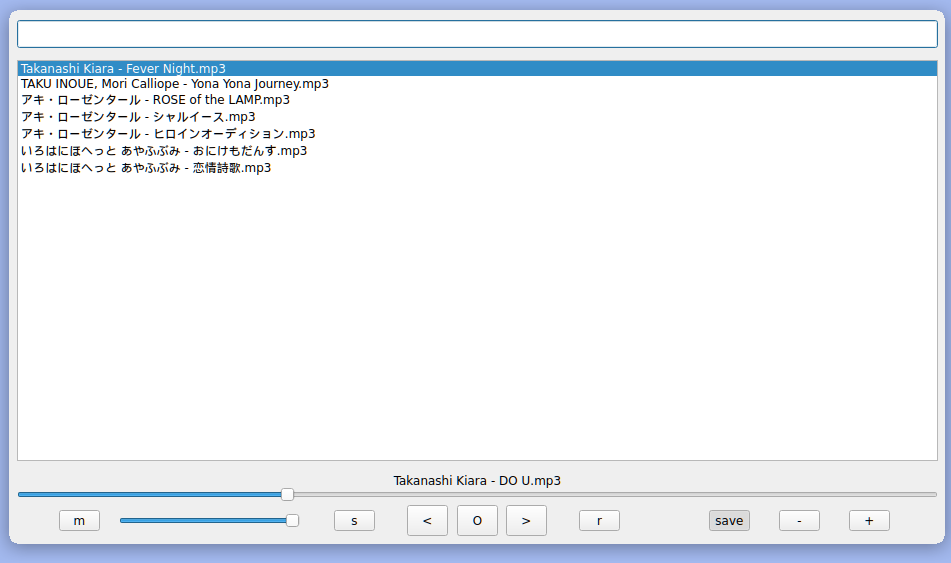 Takanashi Kiara - Fever Night.mp3
TAKU INOUE, Mori Calliope - Yona Yona Journey.mp3
アキ・ローゼンタール - ROSE of the LAMP.mp3
アキ・ローゼンタール - シャルイース.mp3
アキ・ローゼンタール - ヒロインオーディション.mp3
いろはにほへっと あやふぶみ - おにけもだんす.mp3
いろはにほへっと あやふぶみ - 恋情詩歌.mp3
Takanashi Kiara - DO U.mp3
m s < O > r save - +